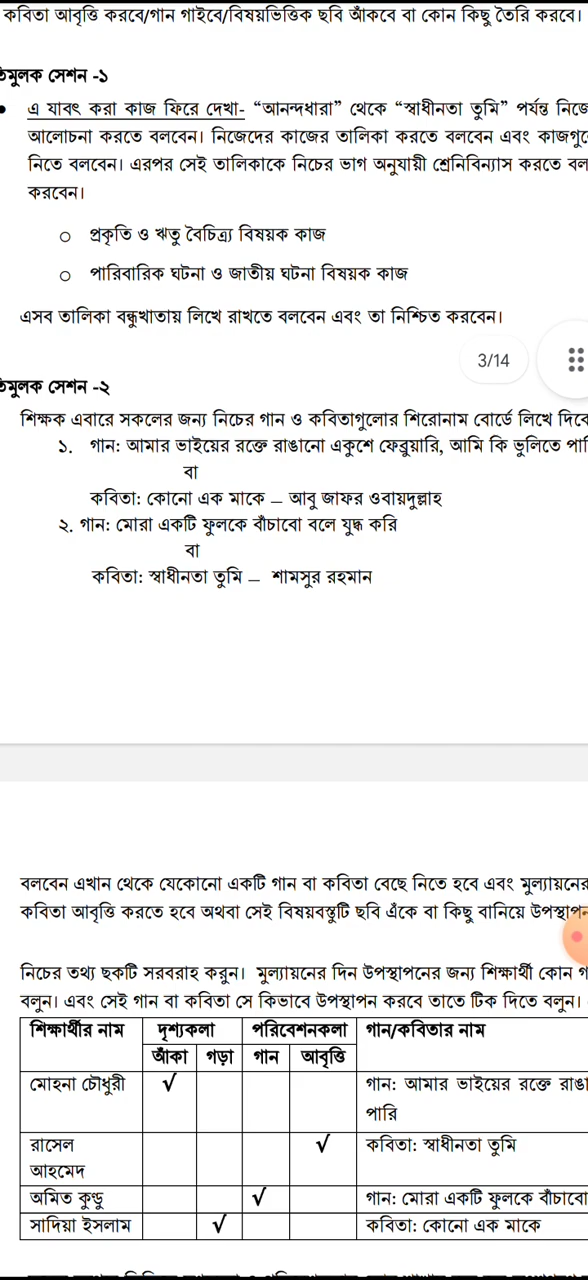 কবিতা আবৃত্তি করবে/গান গাইবে/বিষয়ভিত্তিক ছবি আঁকবে বা কোন কিছু তৈরি করবে।
সেশন -১
এ যাবৎ করা কাজ ফিরে দেখা- “আনন্দধারা” থেকে “স্বাধীনতা তুমি” পর্যন্ত
আলোচনা করতে বলবেন। নিজেদের কাজের তালিকা করতে বলবেন এবং
নিতে বলবেন। এরপর সেই তালিকাকে নিচের ভাগ অনুযায়ী শ্রেনিবিন্যাস করতে
করবেন।
প্রকৃতি ও ঋতু বৈচিত্র্য বিষয়ক কাজ
পারিবারিক ঘটনা ও জাতীয় ঘটনা বিষয়ক কাজ
এসব তালিকা বন্ধুখাতায় লিখে রাখতে বলবেন এবং তা নিশ্চিত করবেন।
3/14
সেশন -২
শিক্ষক এবারে সকলের জন্য নিচের গান ও কবিতাগুলোর শিরোনাম বোর্ডে লিখে
১. গান: আমার ভাইয়ের রক্তে রাঙানো একুশে ফেব্রুয়ারি, আমি কি ভুলিতে
বা
কবিতা: কোনো এক মাকে – আবু জাফর ওবায়দুল্লাহ
২. গান: মোরা একটি ফুলকে বাঁচাবো বলে যুদ্ধ করি
বা
কবিতা: স্বাধীনতা তুমি – শামসুর রহমান
বলবেন এখান থেকে যেকোনো একটি গান বা কবিতা বেছে নিতে হবে এবং
কবিতা আবৃত্তি করতে হবে অথবা সেই বিষয়বস্তুটি ছবি এঁকে বা কিছু বানিয়ে
নিচের তথ্য ছকটি সরবরাহ করুন। মুল্যায়নের দিন উপস্থাপনের জন্য শিক্ষার্থী কোন
বলুন। এবং সেই গান বা কবিতা সে কিভাবে উপস্থাপন করবে তাতে টিক দিতে বলুন।
শিক্ষার্থীর নাম দৃশ্যকলা পরিবেশনকলা গান/কবিতার নাম
আঁকা গড়া গান আবৃত্তি
মোহনা চৌধুরী √ গান: আমার ভাইয়ের রক্তে
পারি
রাসেল √ কবিতা: স্বাধীনতা তুমি
আহমেদ
অমিত কুন্ডু √ গান: মোরা একটি ফুলকে বাঁচাবো
সাদিয়া ইসলাম √ কবিতা: কোনো এক মাকে